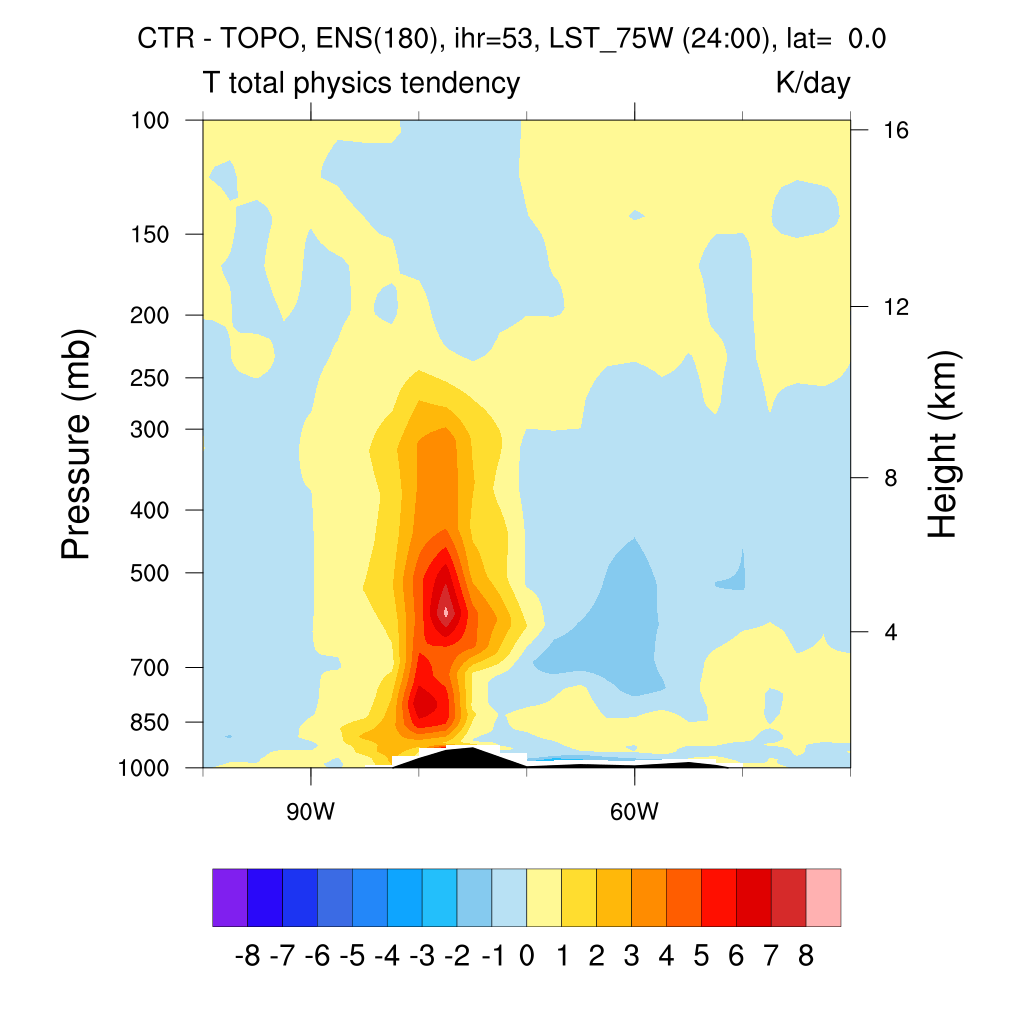 CTR - TOPO, ENS(180), ihr=53, LST_75W (24:00), lat=  0.0
T total physics tendency K/day
100
150
200
250
300
400
500
700
850
1000
Pressure (mb)
16
12
8
4
Height (km)
90W 60W
-8 -7 -6 -5 -4 -3 -2 -1 0 1 2 3 4 5 6 7 8